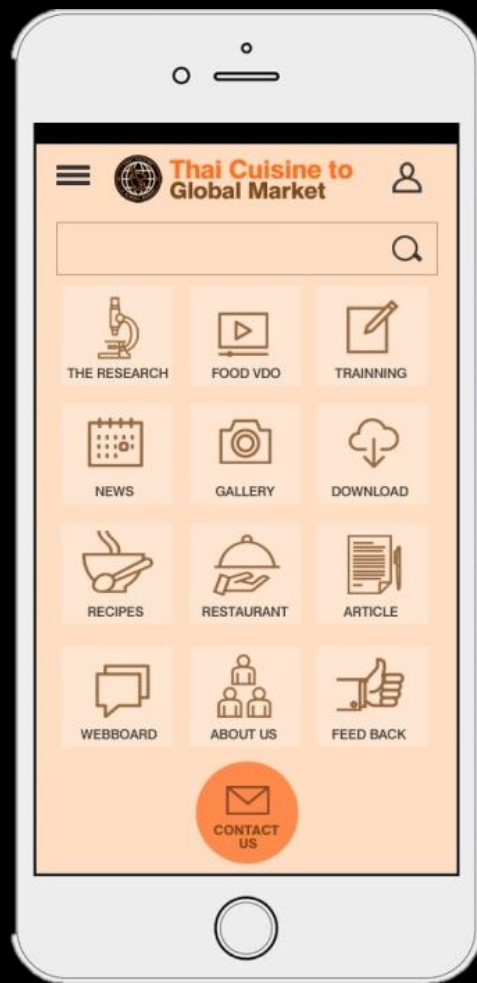 Thai Cuisine to
Global Market
THE RESEARCH
FOOD VDO
TRAINNING
NEWS
GALLERY
DOWNLOAD
RECIPES
RESTAURANT
ARTICLE
WEBBOARD
ABOUT US
FEED BACK
CONTACT
US